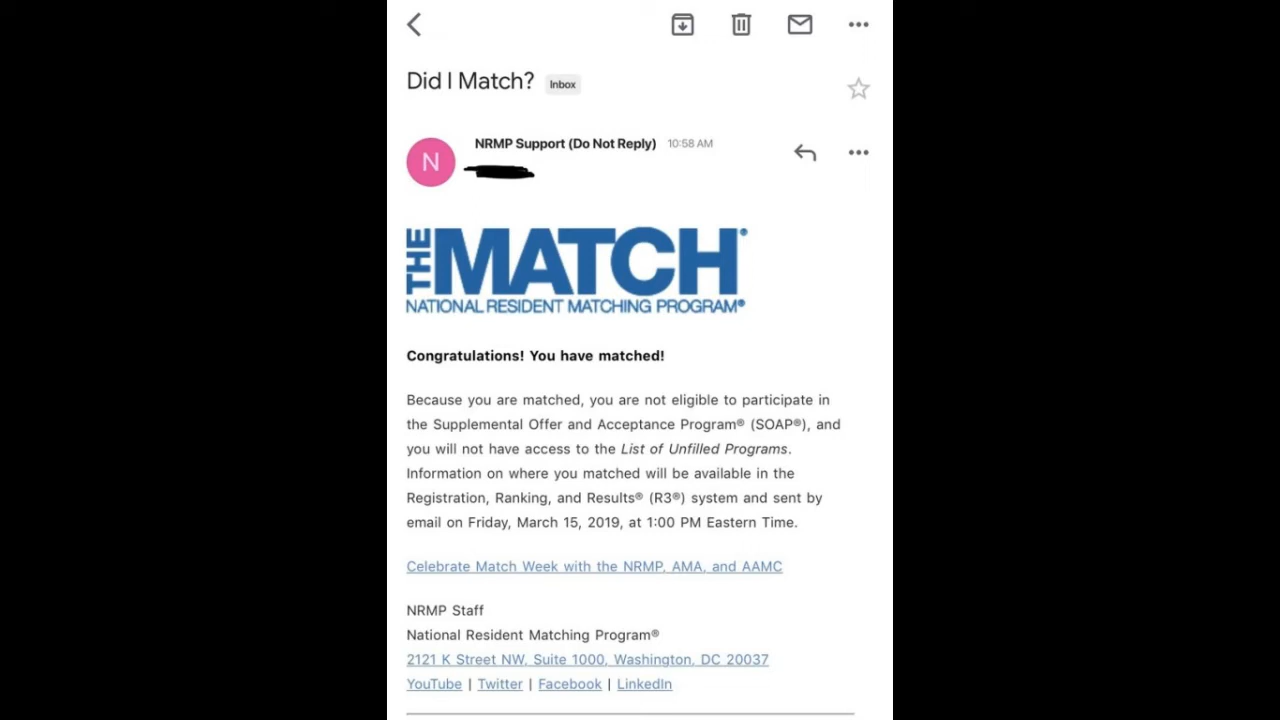 Did I Match? Inbox
NRMP Support (Do Not Reply) 10:58 AM
N
THE MATCH®
NATIONAL RESIDENT MATCHING PROGRAM®
Congratulations! You have matched!
Because you are matched, you are not eligible to participate in
the Supplemental Offer and Acceptance Program® (SOAP®), and
you will not have access to the List of Unfilled Programs.
Information on where you matched will be available in the
Registration, Ranking, and Results® (R3®) system and sent by
email on Friday, March 15, 2019, at 1:00 PM Eastern Time.
Celebrate Match Week with the NRMP, AMA, and AAMC
NRMP Staff
National Resident Matching Program®
2121 K Street NW, Suite 1000, Washington, DC 20037
YouTube | Twitter | Facebook | LinkedIn